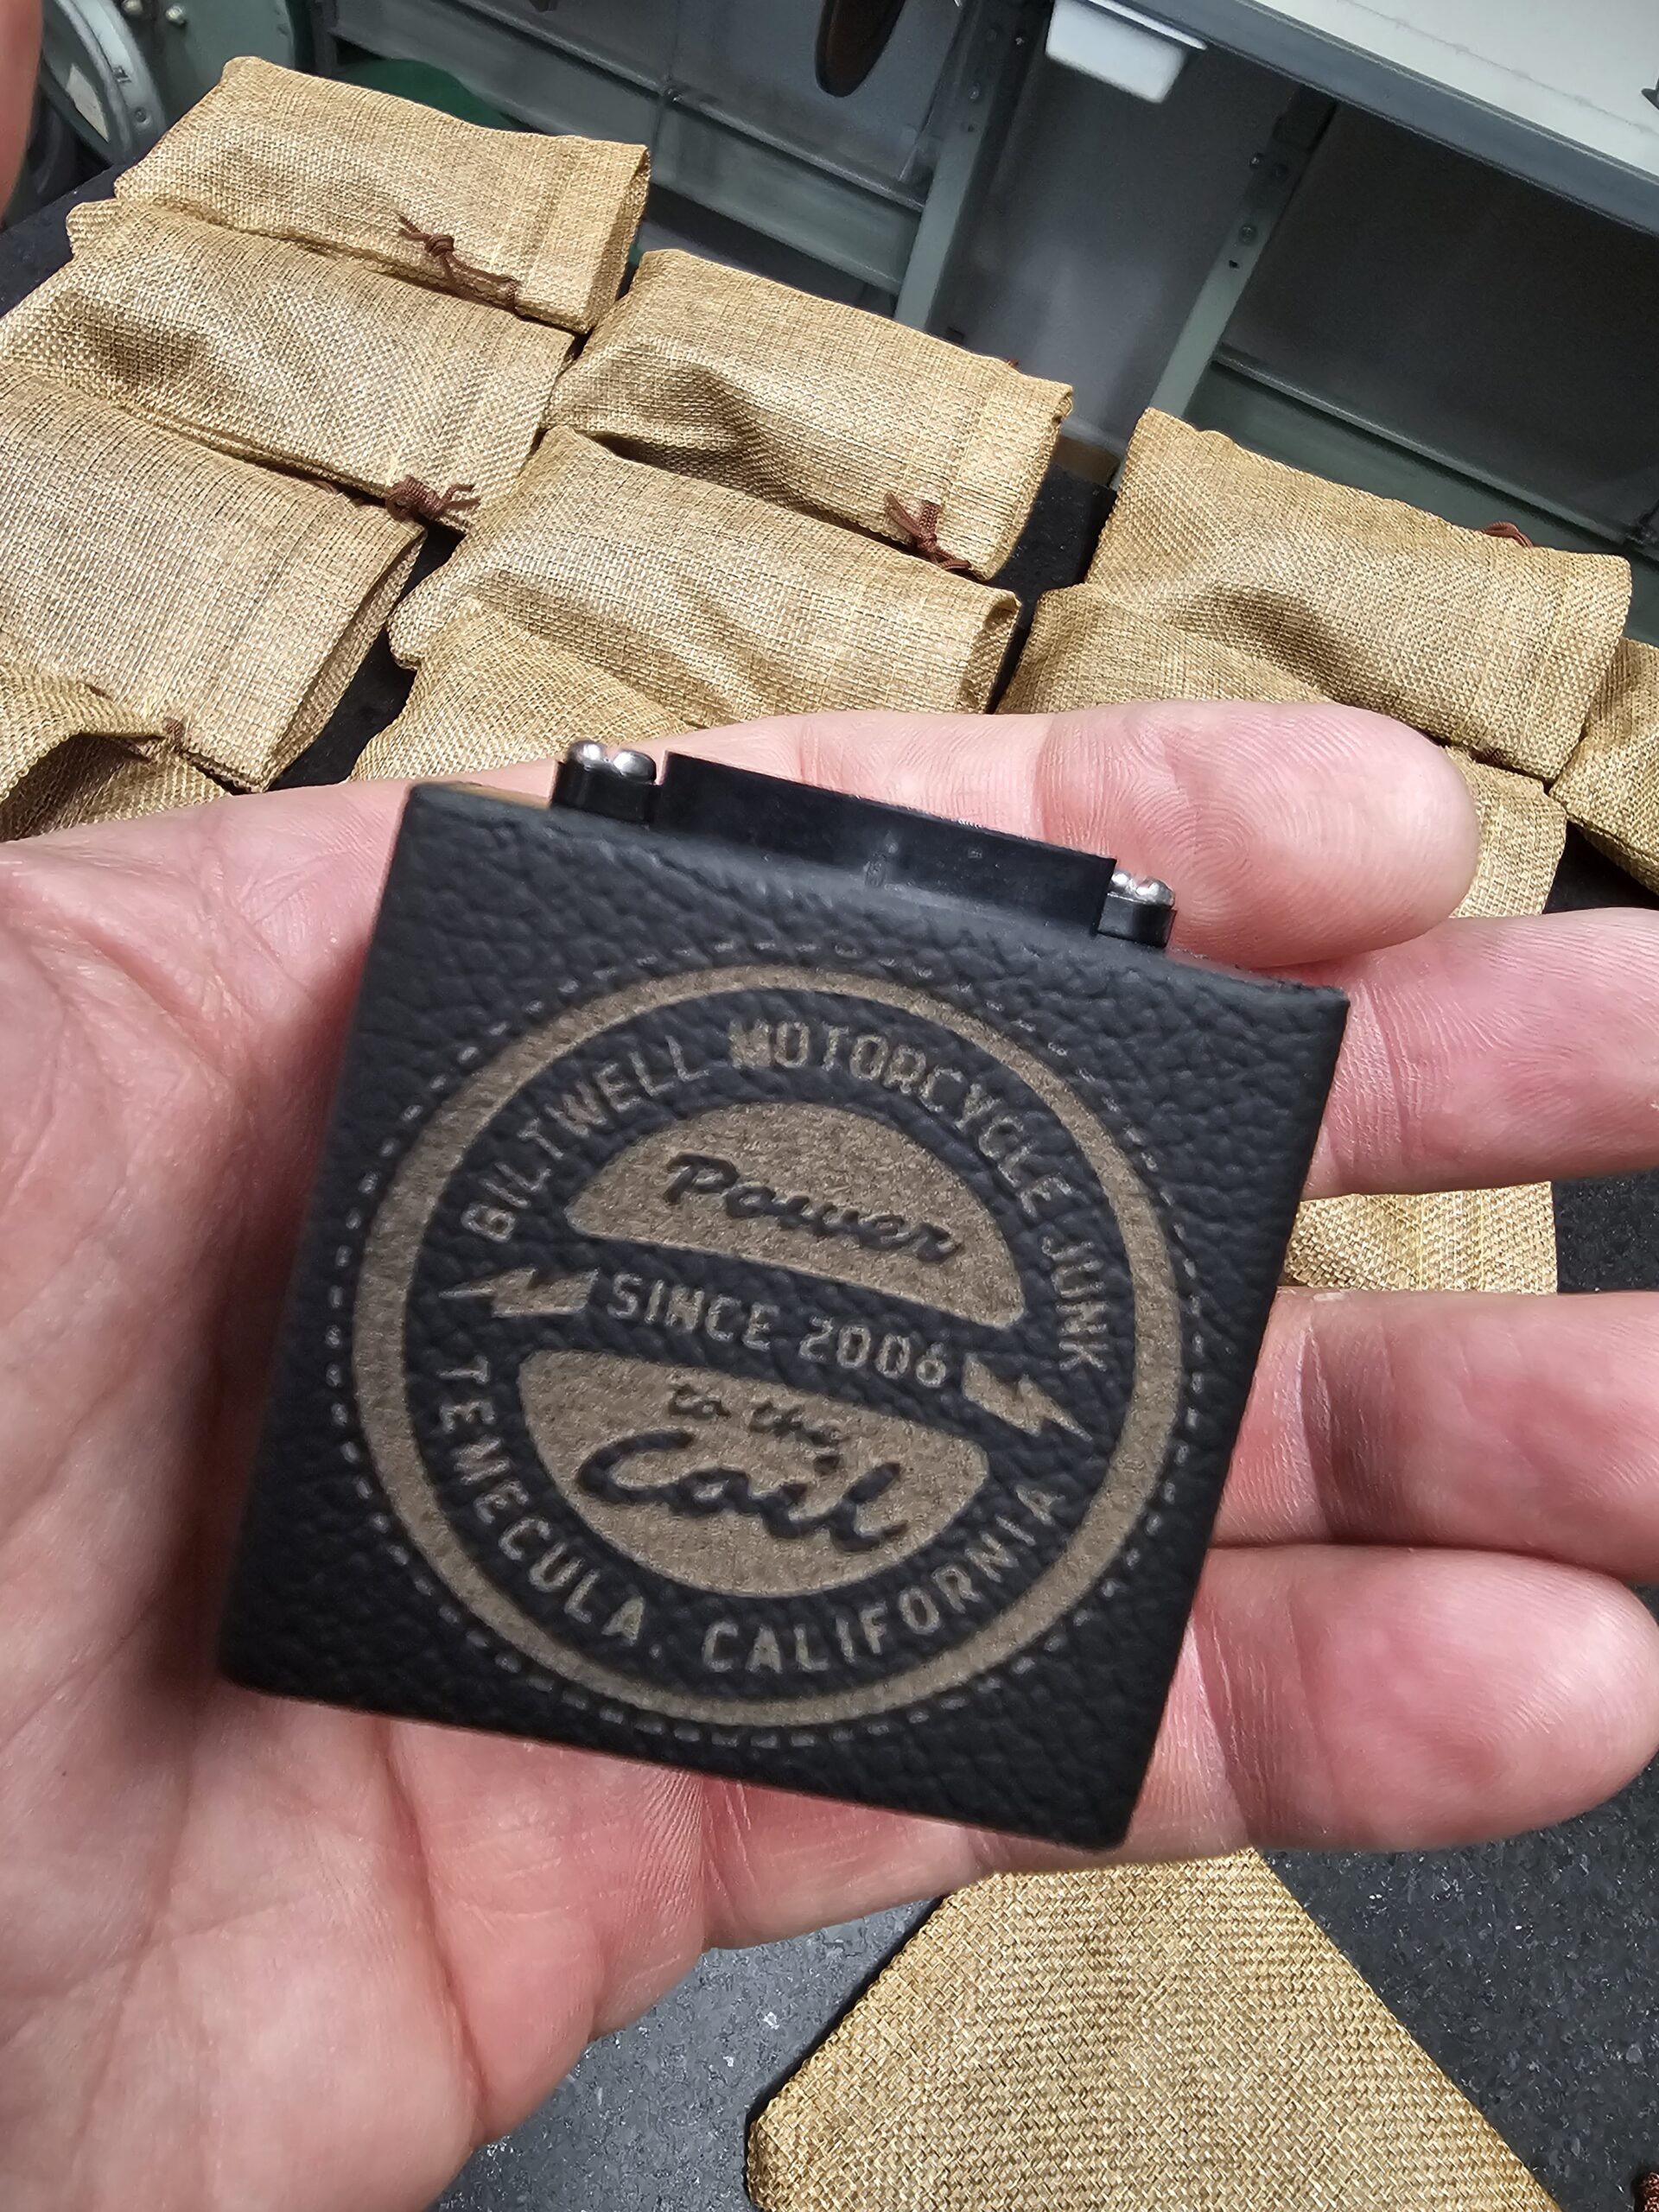 BILTWELL MOTORCYCLE JUNK
Power
SINCE 2006
to the
Coil
TEMECULA, CALIFORNIA